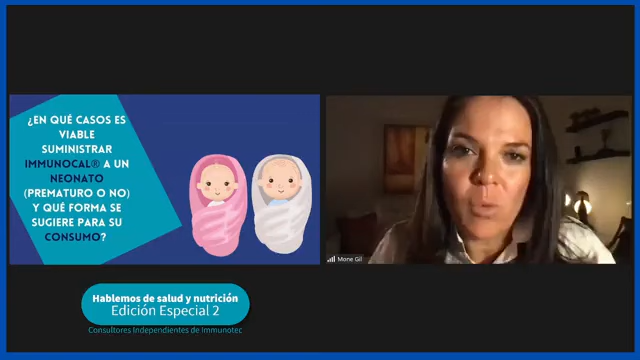 ¿EN QUÉ CASOS ES
VIABLE
SUMINISTRAR
IMMUNOCAL® A UN
NEONATO
(PREMATURO O NO)
Y QUÉ FORMA SE
SUGIERE PARA SU
CONSUMO?
Mone Gil
Hablemos de salud y nutrición
Edición Especial 2
Consultores Independientes de Immunotec